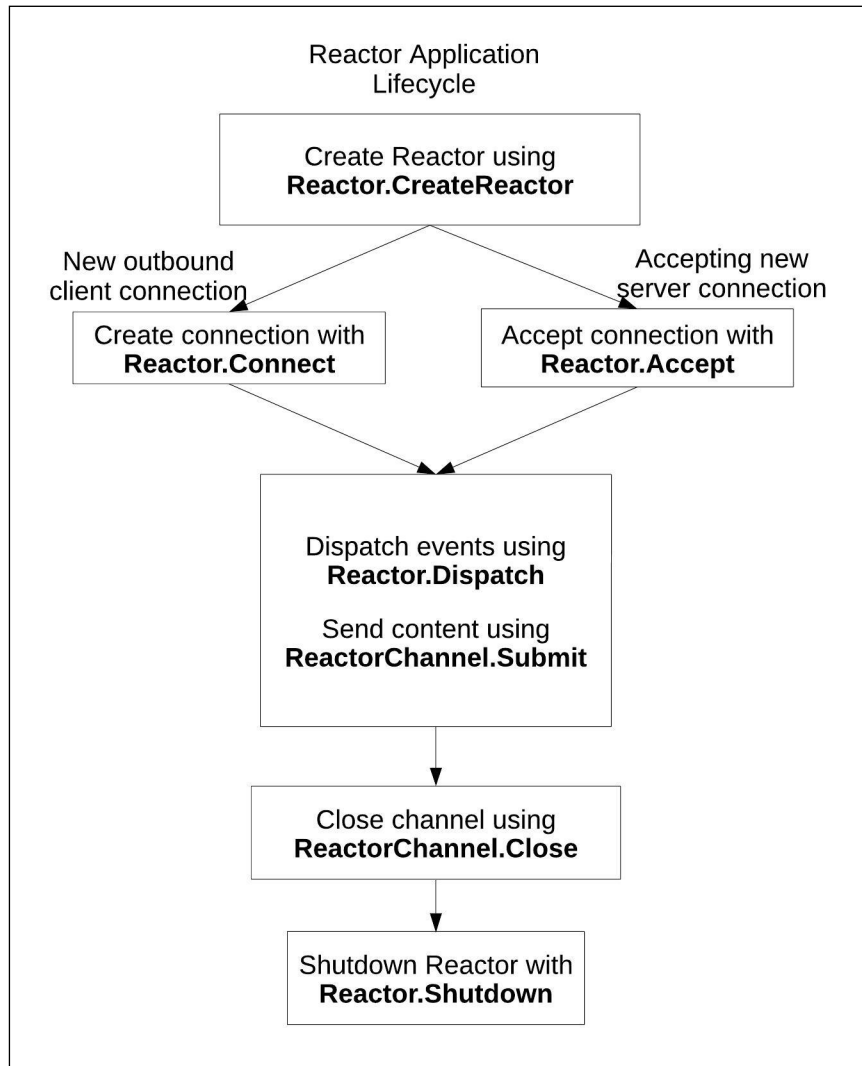 Reactor Application
Lifecycle
Create Reactor using
Reactor.CreateReactor
New outbound
client connection
Accepting new
server connection
Create connection with
Reactor.Connect
Accept connection with
Reactor.Accept
Dispatch events using
Reactor.Dispatch
Send content using
ReactorChannel.Submit
Close channel using
ReactorChannel.Close
Shutdown Reactor with
Reactor.Shutdown